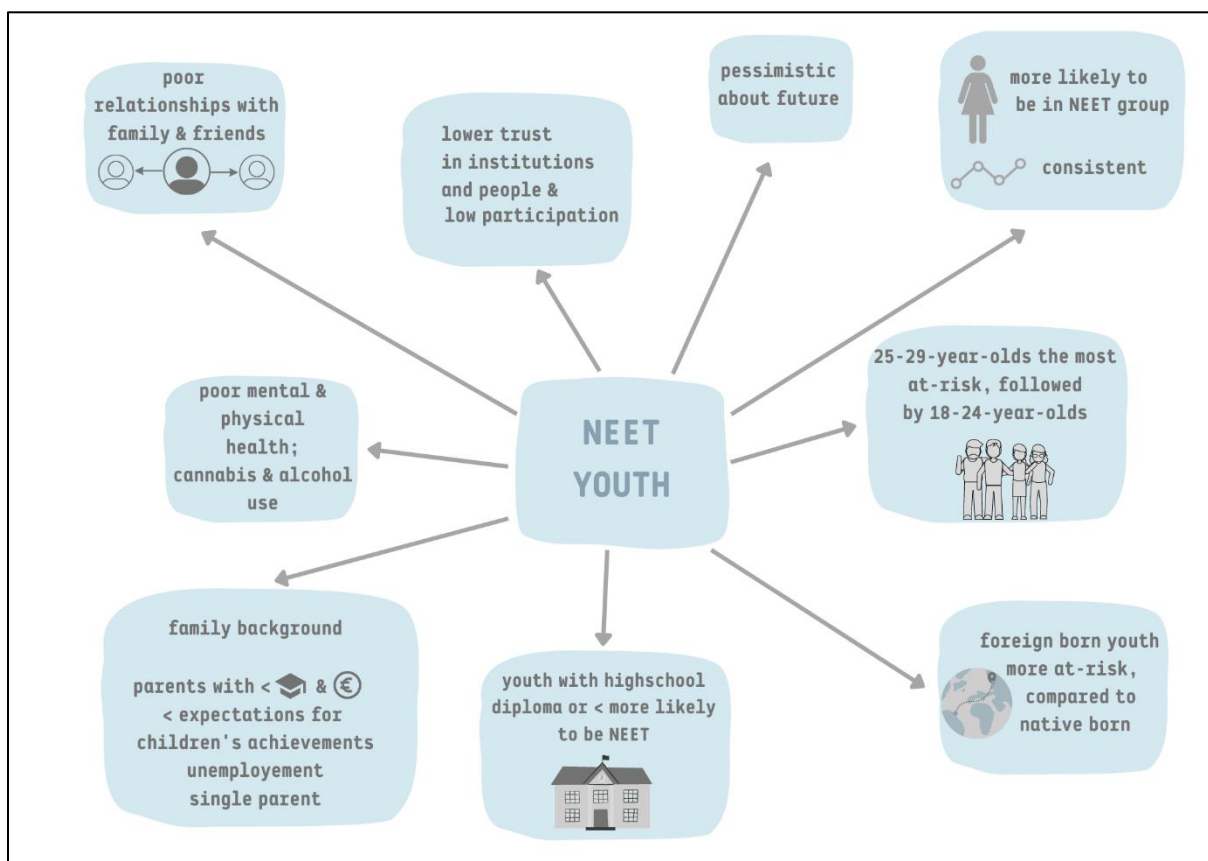 poor
relationships with
family & friends
lower trust
in institutions
and people &
low participation
pessimistic
about future
more likely to
be in NEET group
consistent
25-29-year-olds the most
at-risk, followed
by 18-24-year-olds
NEET
YOUTH
poor mental &
physical
health;
cannabis & alcohol
use
family background
parents with < & €
< expectations for
children's achievements
unemployement
single parent
youth with highschool
diploma or < more likely
to be NEET
foreign born youth
more at-risk,
compared to
native born